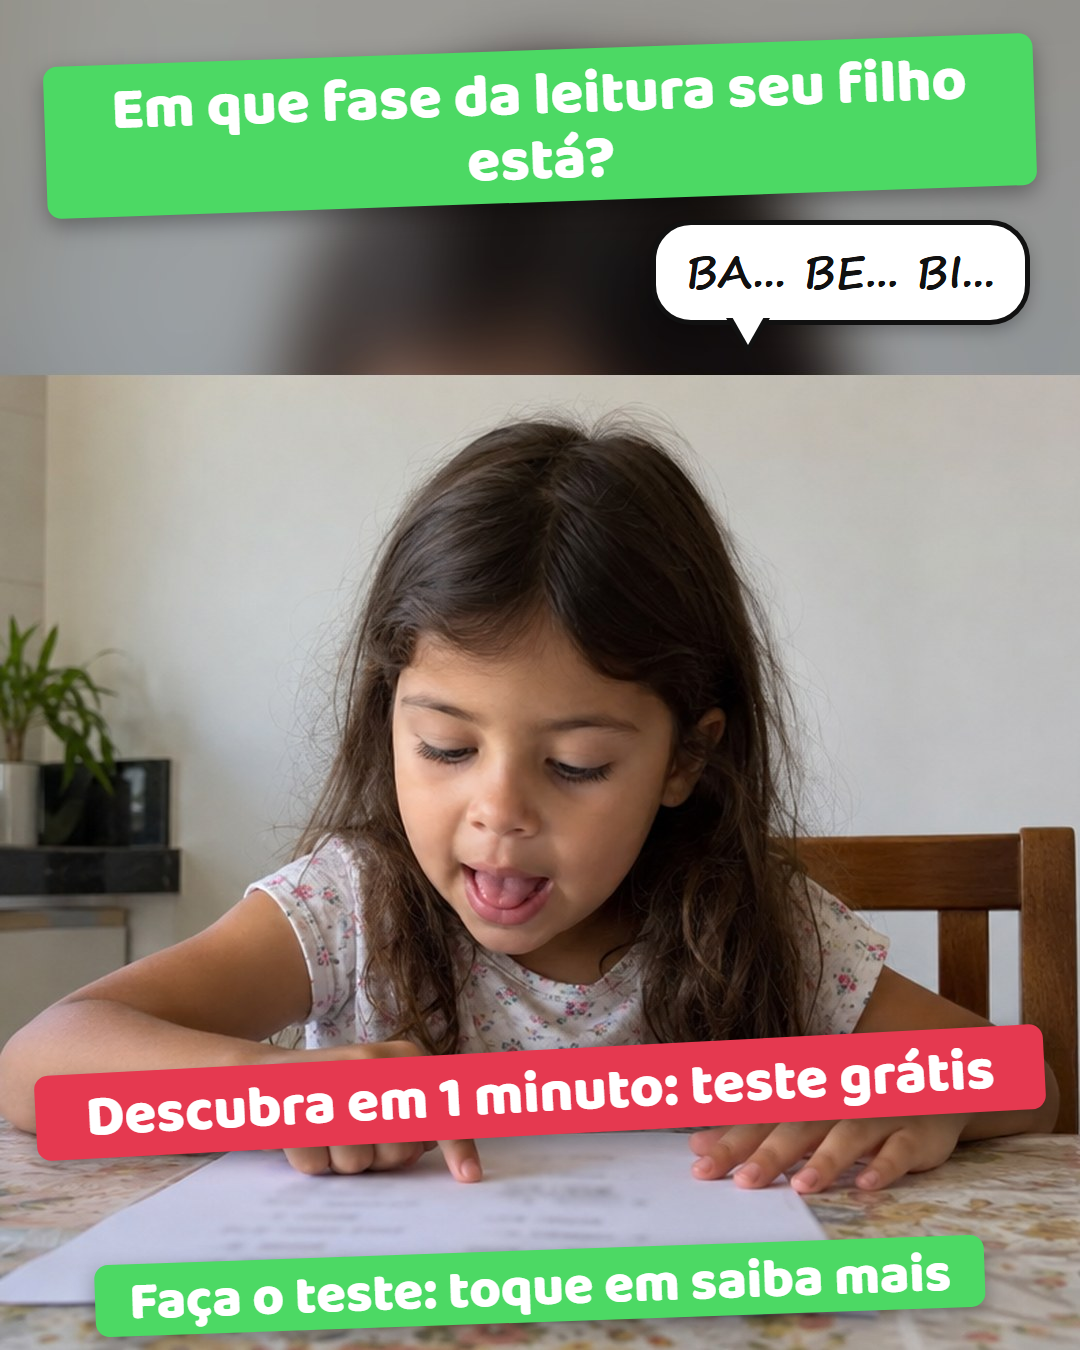 Em que fase da leitura seu filho
está?
BA... BE... BI...
Descubra em 1 minuto: teste grátis
Faça o teste: toque em saiba mais